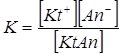 K = [Kt⁺][An⁻] / [KtAn]